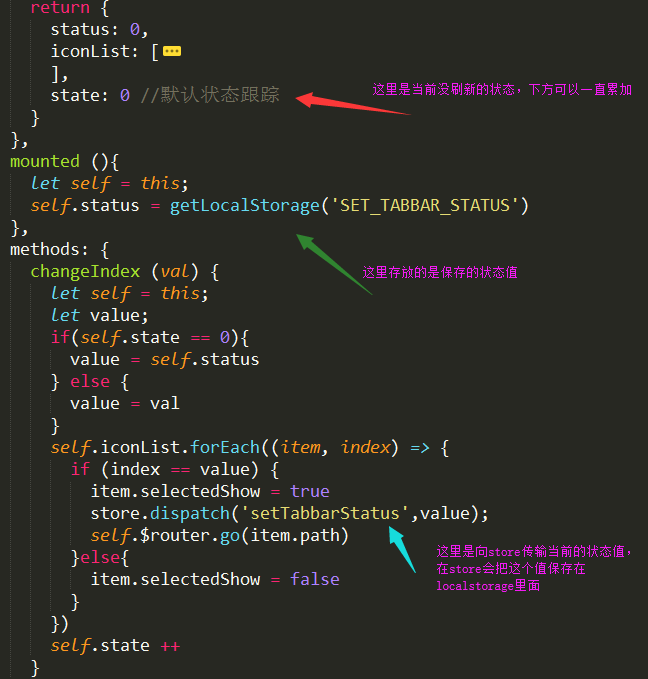 return {
status: 0,
iconList: [
],
state: 0 //默认状态跟踪
这里是当前没刷新的状态，下方可以一直累加
}
},
mounted (){
let self = this;
self.status = getLocalStorage('SET_TABBAR_STATUS')
},
methods: {
这里存放的是保存的状态值
changeIndex (val) {
let self = this;
let value;
if(self.state == 0){
value = self.status
} else {
value = val
}
self.iconList.forEach((item, index) => {
if (index == value) {
item.selectedShow = true
store.dispatch('setTabbarStatus',value);
self.$router.go(item.path)
}else{
这里是向store传输当前的状态值，
在store会把这个值保存在
localstorage里面
item.selectedShow = false
}
})
self.state ++
}